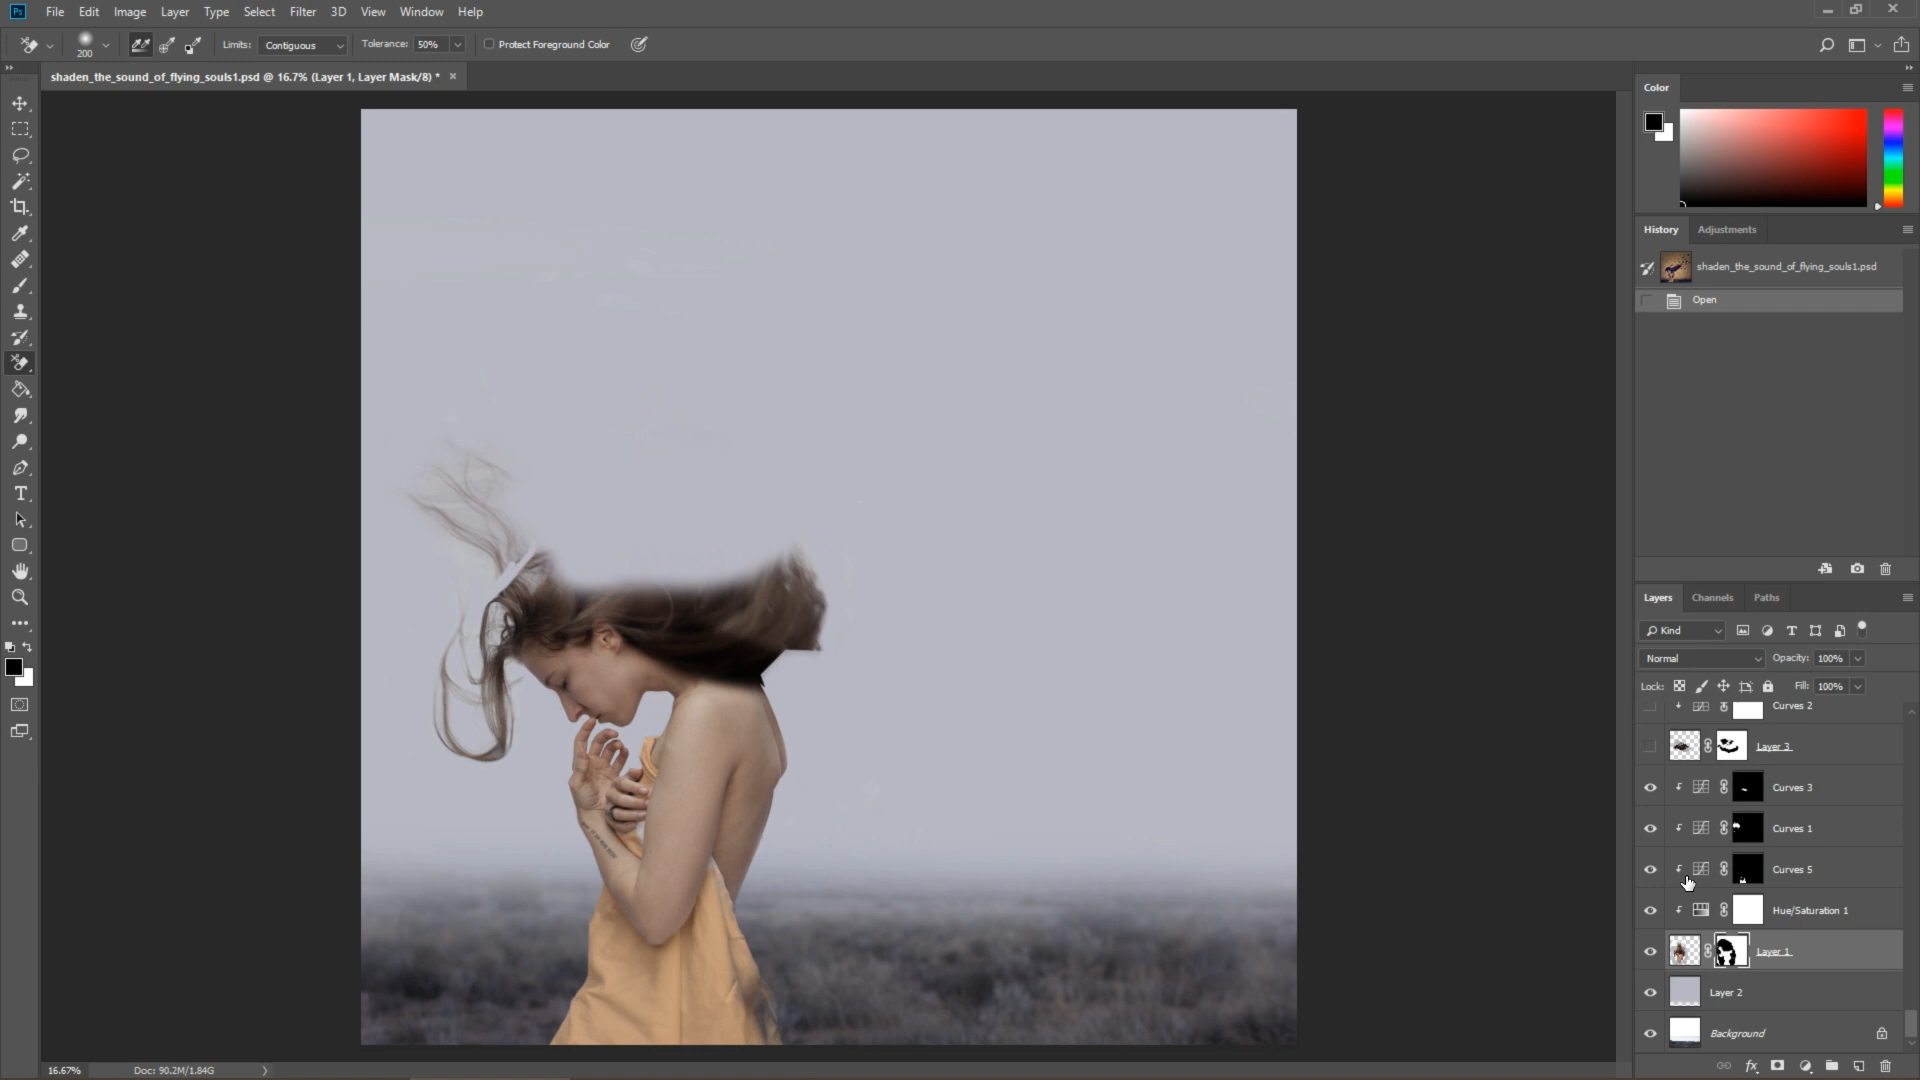 Ps File Edit Image Layer Type Select Filter 3D View Window Help
200 Limits: Contiguous Tolerance: 50% Protect Foreground Color
shaden_the_sound_of_flying_souls1.psd @ 16.7% (Layer 1, Layer Mask/8) *
Color
History Adjustments
shaden_the_sound_of_flying_souls1.psd
Open
Layers Channels Paths
Kind
Normal Opacity: 100%
Lock: Fill: 100%
Curves 2
Layer 3
Curves 3
Curves 1
Curves 5
Hue/Saturation 1
Layer 1
Layer 2
Background
16.67% Doc: 90.2M/1.84G